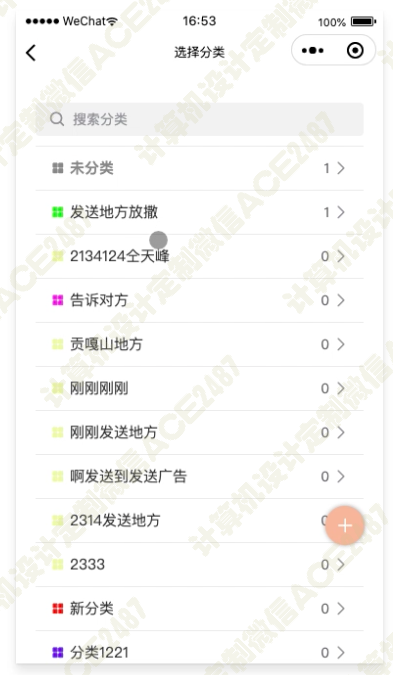 WeChat 16:53 100%
选择分类
搜索分类
未分类 1
发送地方放撒 1
2134124仝天峰 0
告诉对方 0
贡嘎山地方 0
刚刚刚刚 0
刚刚发送地方 0
啊发送到发送广告 0
2314发送地方 0
2333 0
新分类 0
分类1221 0
计算机设计定制微信ACE2487